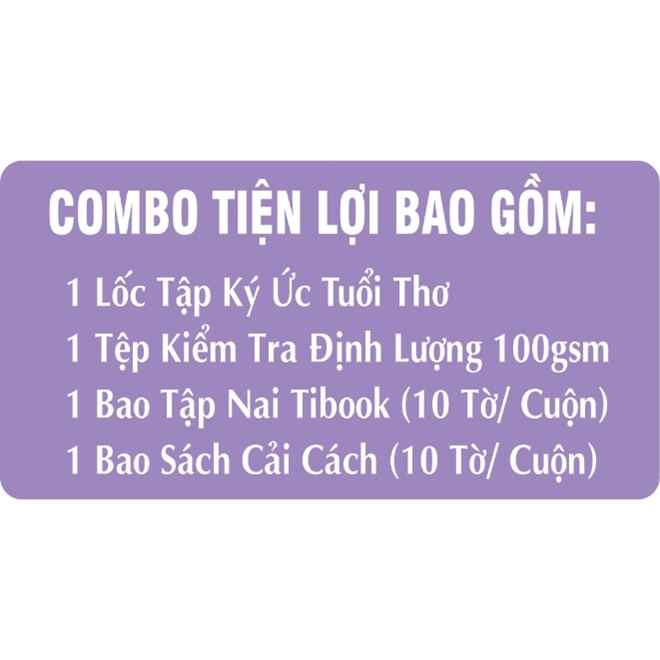 COMBO TIỆN LỢI BAO GỒM:
1 Lốc Tập Ký Ức Tuổi Thơ
1 Tệp Kiểm Tra Định Lượng 100gsm
1 Bao Tập Nai Tibook (10 Tờ/ Cuộn)
1 Bao Sách Cải Cách (10 Tờ/ Cuộn)